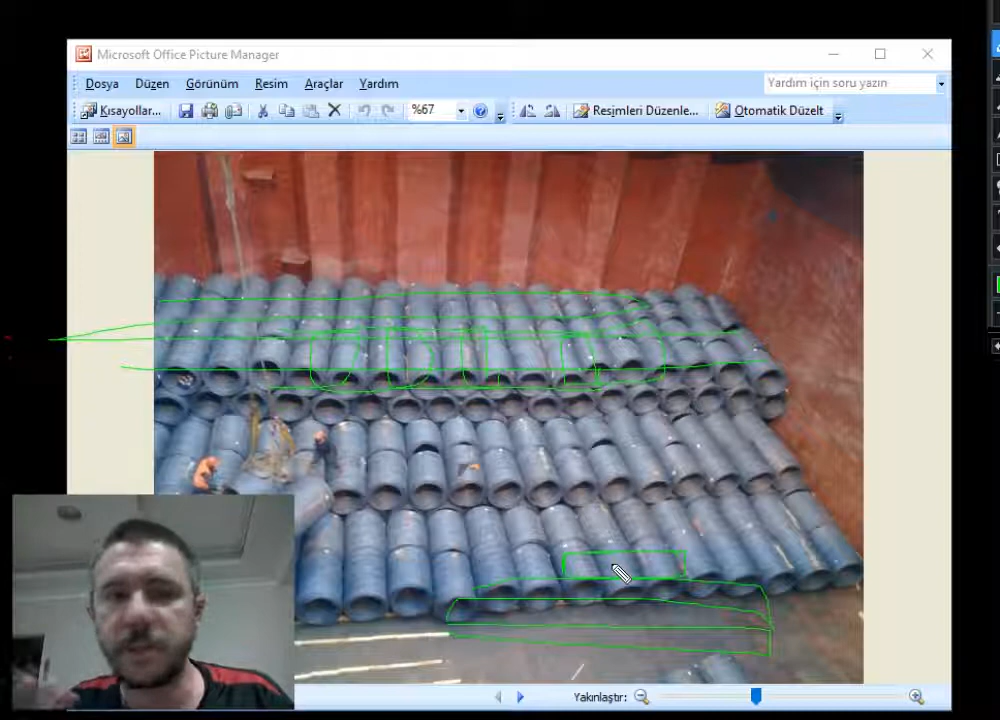 Microsoft Office Picture Manager
Dosya Düzen Görünüm Resim Araçlar Yardım
Yardım için soru yazın
Kısayollar... %67 Resimleri Düzenle... Otomatik Düzelt
Yakınlaştır: